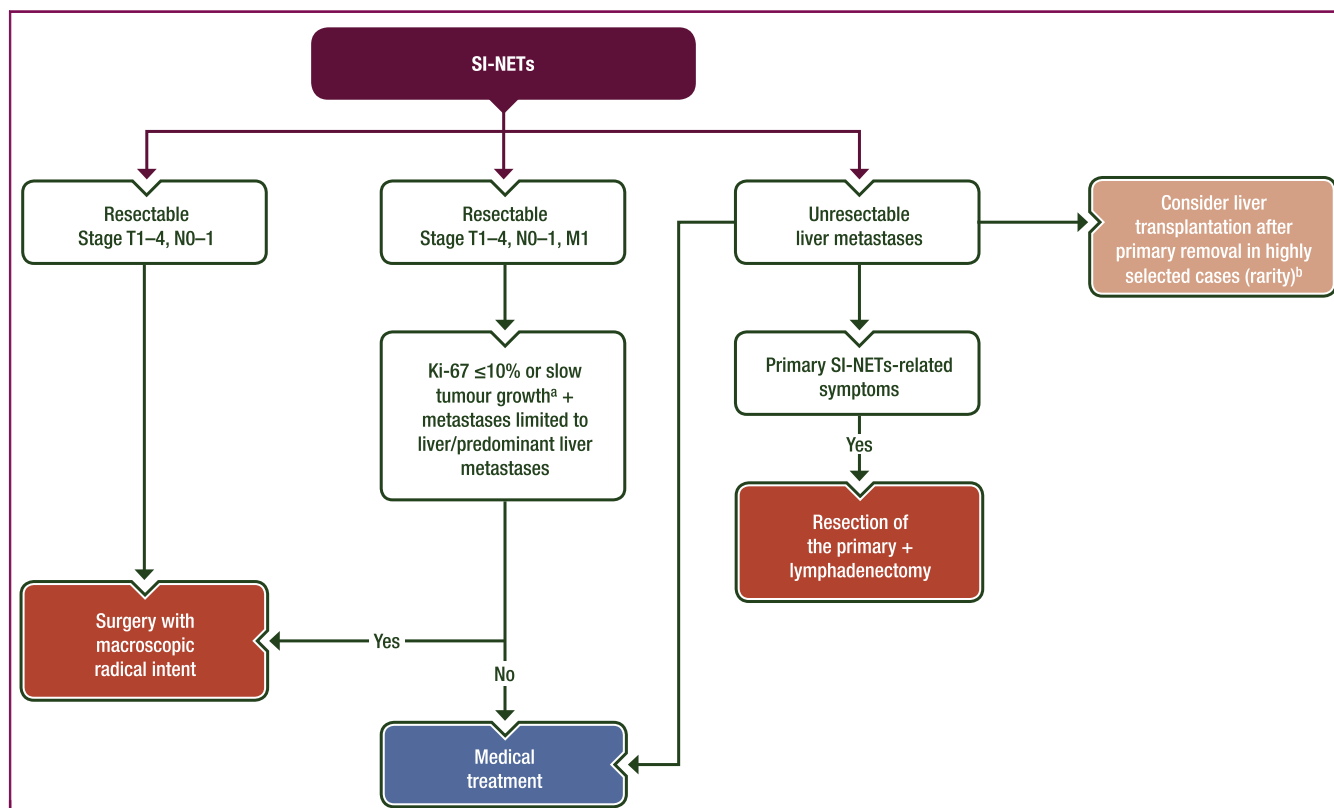 SI-NETs
Resectable
Stage T1–4, N0–1
Resectable
Stage T1–4, N0–1, M1
Unresectable
liver metastases
Consider liver
transplantation after
primary removal in highly
selected cases (rarity)ᵇ
Ki-67 ≤10% or slow
tumour growthᵃ +
metastases limited to
liver/predominant liver
metastases
Primary SI-NETs-related
symptoms
Yes
Resection of
the primary +
lymphadenectomy
Surgery with
macroscopic
radical intent
Yes
No
Medical
treatment